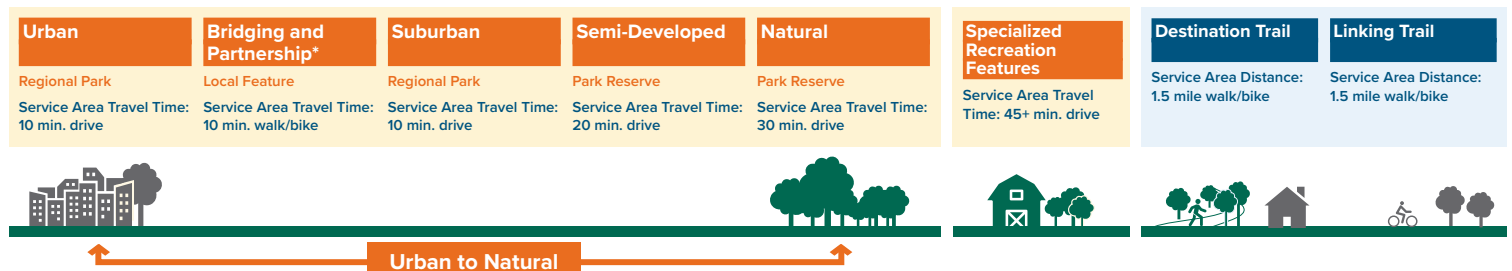 Urban
Regional Park
Service Area Travel Time:
10 min. drive
Bridging and
Partnership*
Local Feature
Service Area Travel Time:
10 min. walk/bike
Suburban
Regional Park
Service Area Travel Time:
10 min. drive
Semi-Developed
Park Reserve
Service Area Travel Time:
20 min. drive
Natural
Park Reserve
Service Area Travel Time:
30 min. drive
Specialized
Recreation
Features
Service Area Travel
Time: 45+ min. drive
Destination Trail
Service Area Distance:
1.5 mile walk/bike
Linking Trail
Service Area Distance:
1.5 mile walk/bike
Urban to Natural